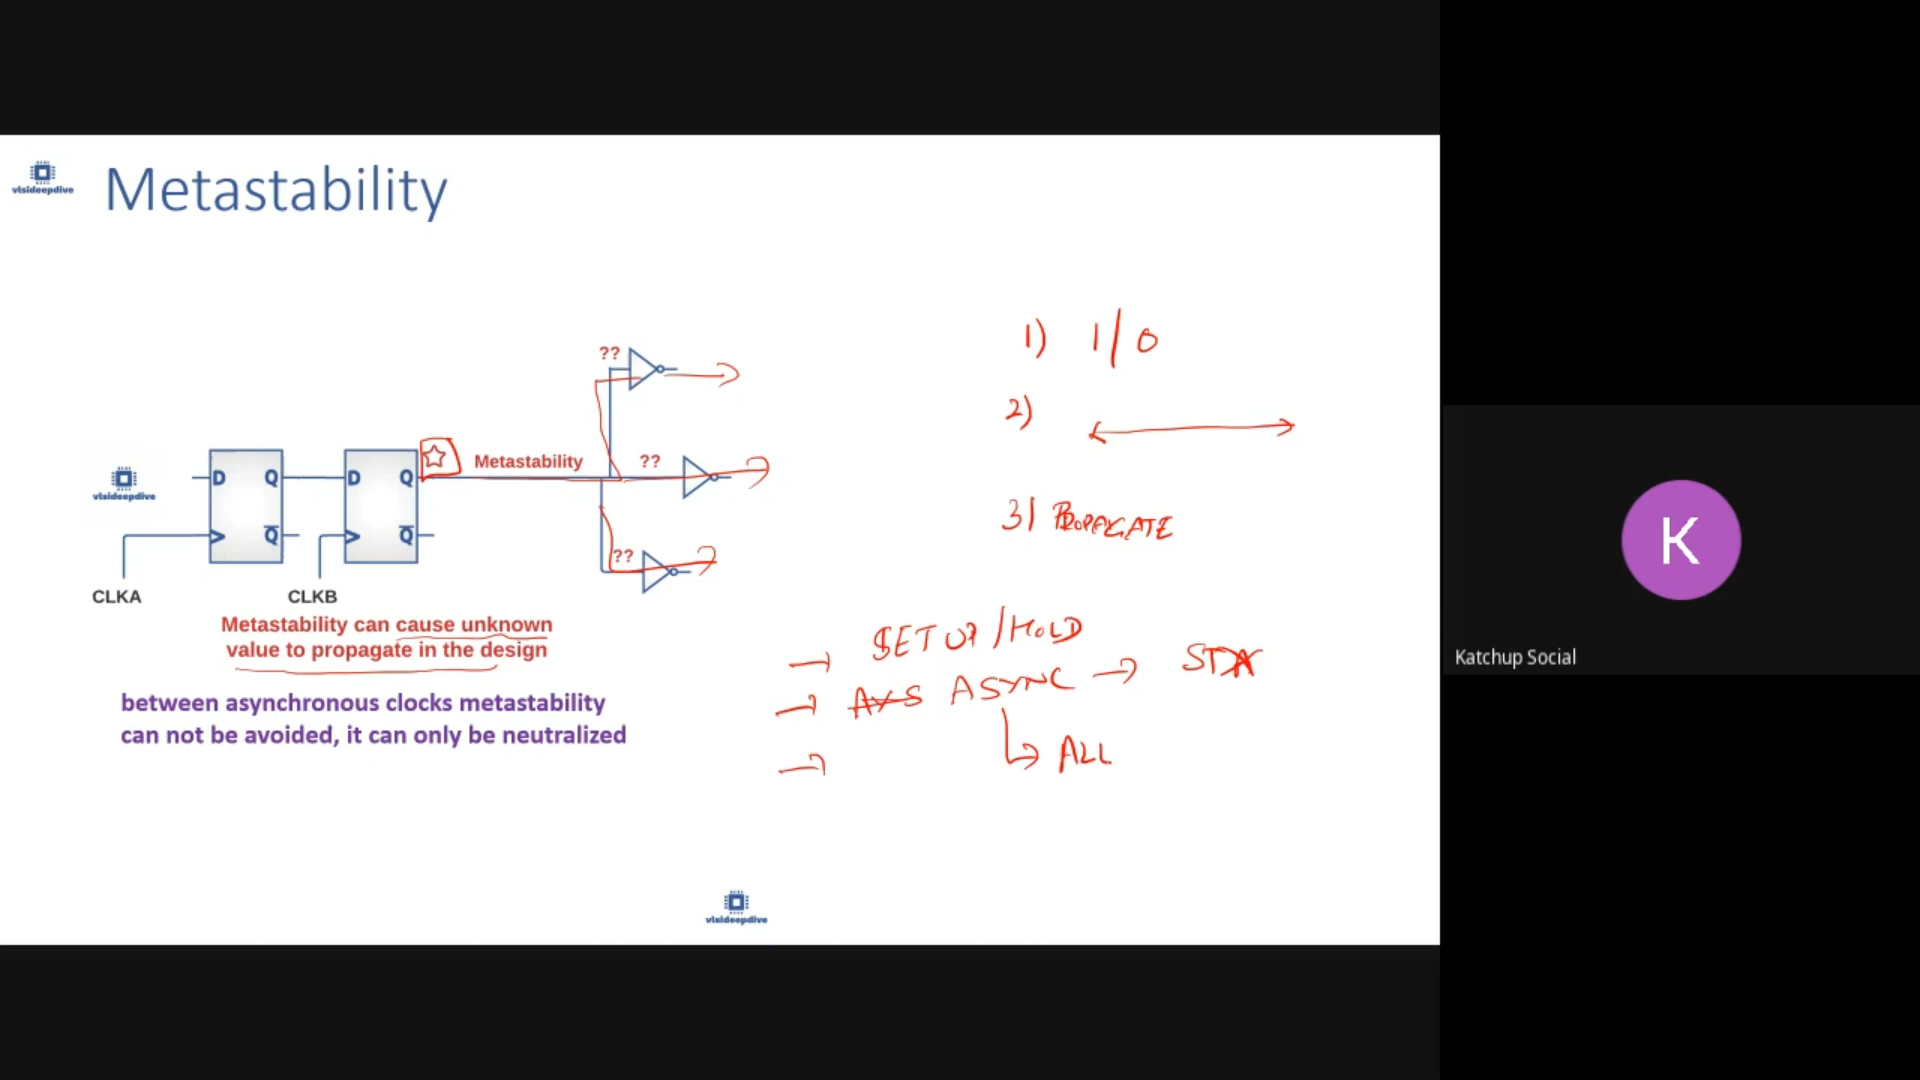 vlsideepdive
Metastability
1) 1/0
??
2)
Metastability
??
D Q
D Q
vlsideepdive
3) PROPAGATE
Q
Q
??
CLKA
CLKB
Metastability can cause unknown
value to propagate in the design
SETUP/HOLD
ASYNC → STA
between asynchronous clocks metastability
can not be avoided, it can only be neutralized
ALL
vlsideepdive
K
Katchup Social